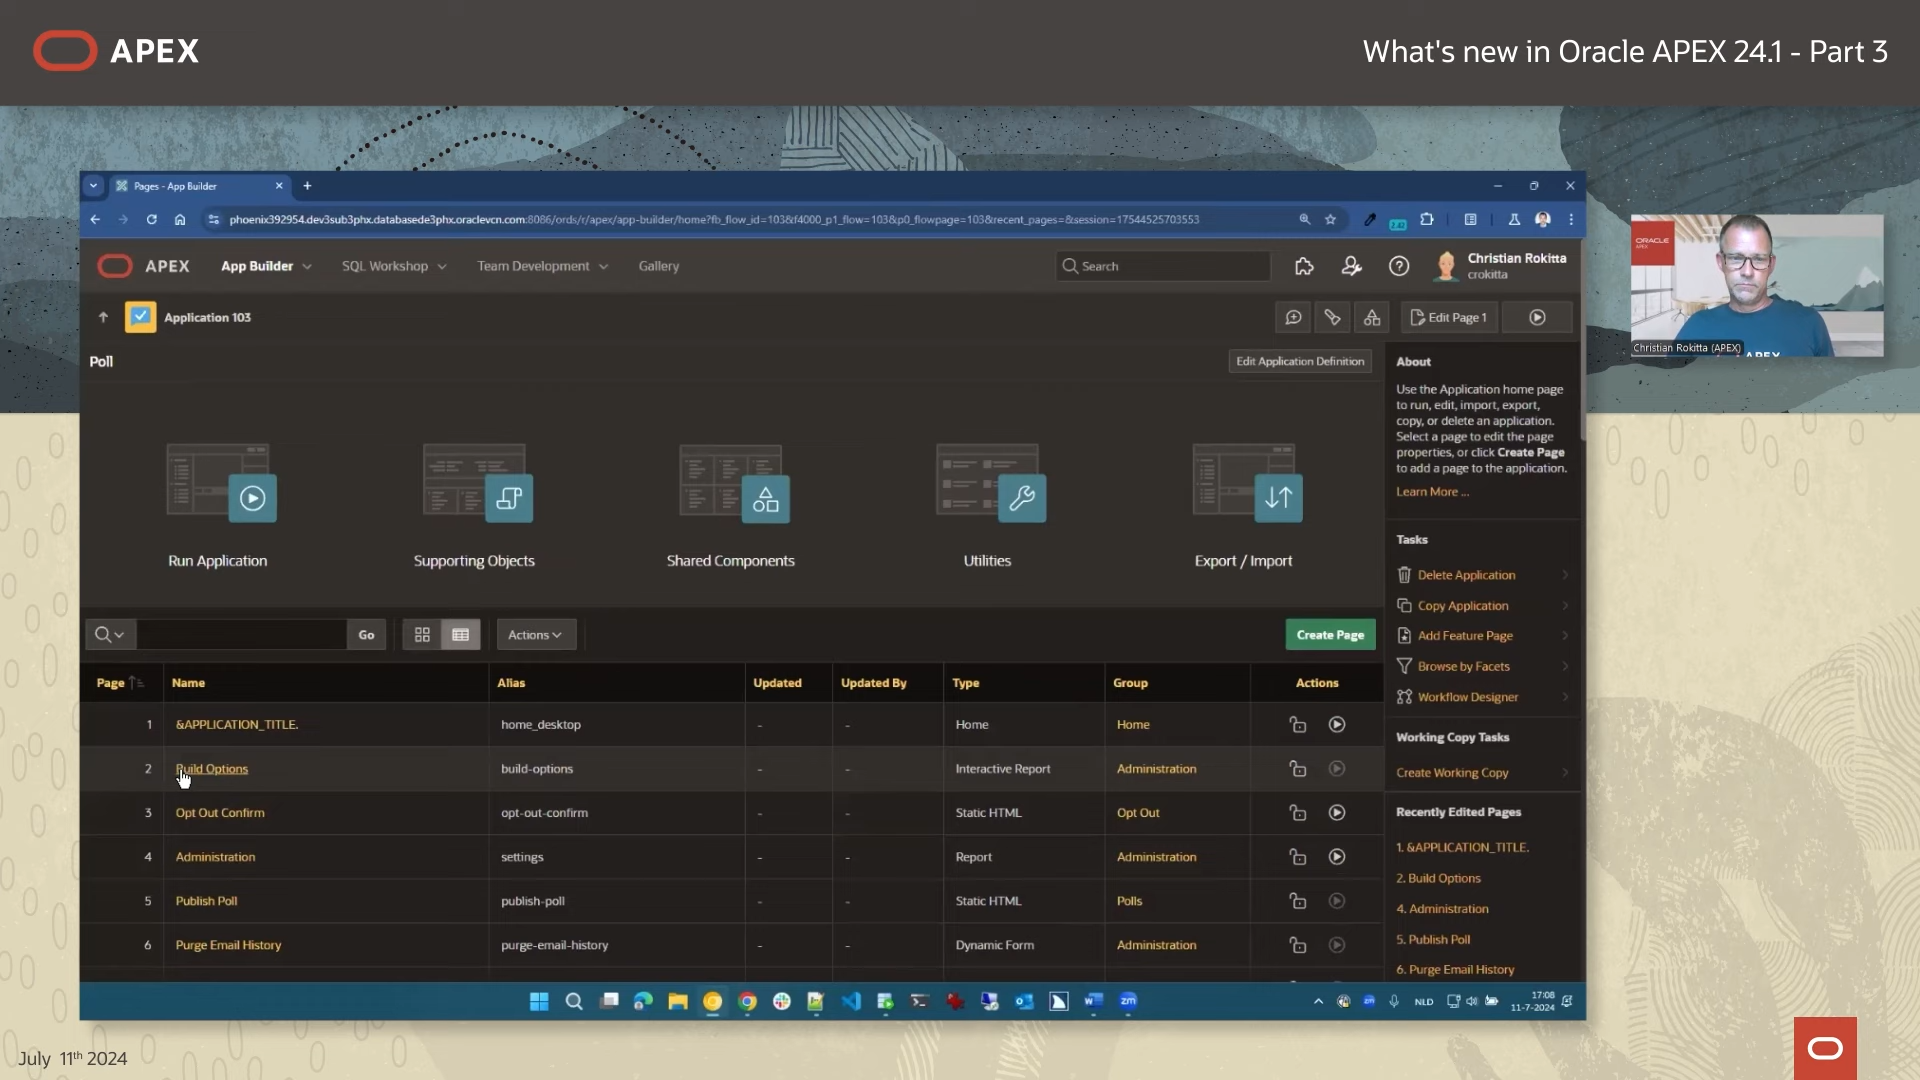 APEX
What's new in Oracle APEX 24.1 - Part 3
Pages - App Builder
phoenix392954.dev3sub3phx.databasede3phx.oraclevcn.com:8086/ords/r/apex/app-builder/home?fb_flow_id=103&f4000_p1_flow=103&p0_flowpage=103&recent_pages=&session=17544525703553
APEX
App Builder
SQL Workshop
Team Development
Gallery
Search
Christian Rokitta
crokitta
Application 103
Edit Page 1
Poll
Edit Application Definition
Run Application
Supporting Objects
Shared Components
Utilities
Export / Import
Go
Actions
Create Page
Page Name Alias Updated Updated By Type Group Actions
1 &APPLICATION_TITLE. home_desktop - - Home Home
2 Build Options build-options - - Interactive Report Administration
3 Opt Out Confirm opt-out-confirm - - Static HTML Opt Out
4 Administration settings - - Report Administration
5 Publish Poll publish-poll - - Static HTML Polls
6 Purge Email History purge-email-history - - Dynamic Form Administration
About
Use the Application home page
to run, edit, import, export,
copy, or delete an application.
Select a page to edit the page
properties, or click Create Page
to add a page to the application.
Learn More ...
Tasks
Delete Application
Copy Application
Add Feature Page
Browse by Facets
Workflow Designer
Working Copy Tasks
Create Working Copy
Recently Edited Pages
1. &APPLICATION_TITLE.
2. Build Options
4. Administration
5. Publish Poll
6. Purge Email History
NLD
17:08
11-7-2024
ORACLE
APEX
Christian Rokitta (APEX)
APEX
July 11th 2024